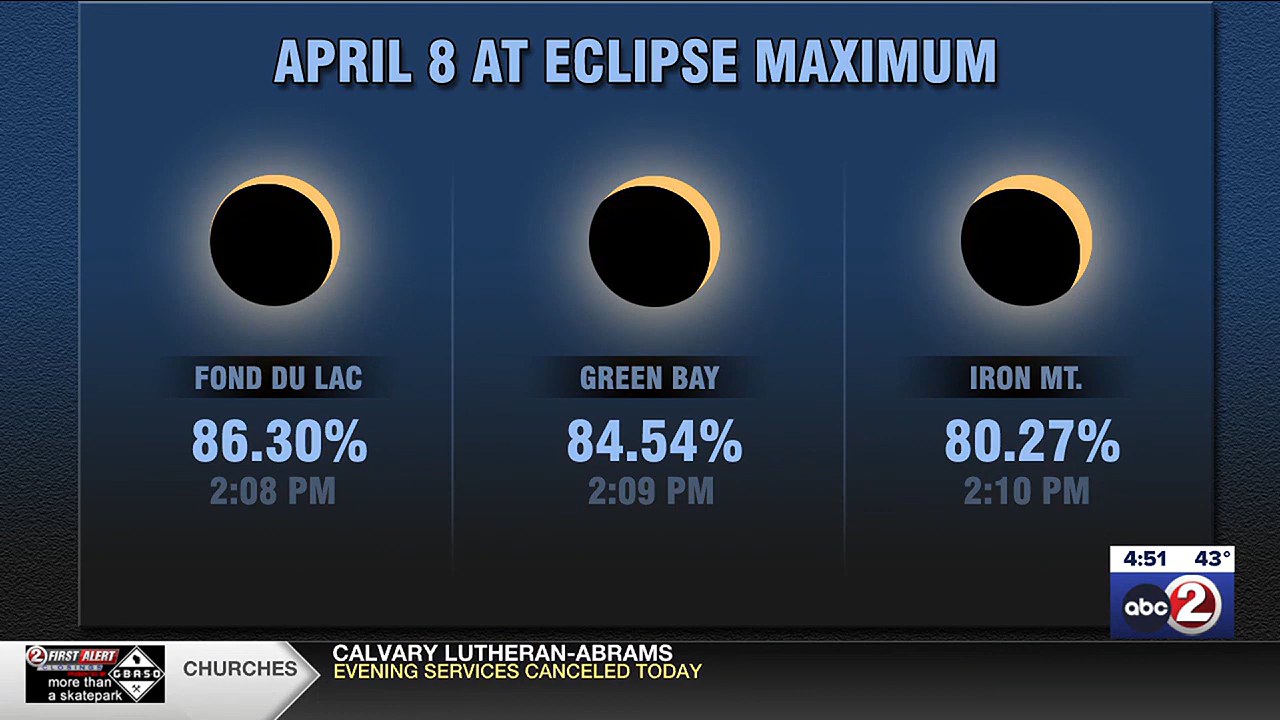 APRIL 8 AT ECLIPSE MAXIMUM
FOND DU LAC
86.30%
2:08 PM
GREEN BAY
84.54%
2:09 PM
IRON MT.
80.27%
2:10 PM
4:51 43°
abc 2
2 FIRST ALERT
CLOSINGS
more than
a skatepark
GBASO
CHURCHES
CALVARY LUTHERAN-ABRAMS
EVENING SERVICES CANCELED TODAY